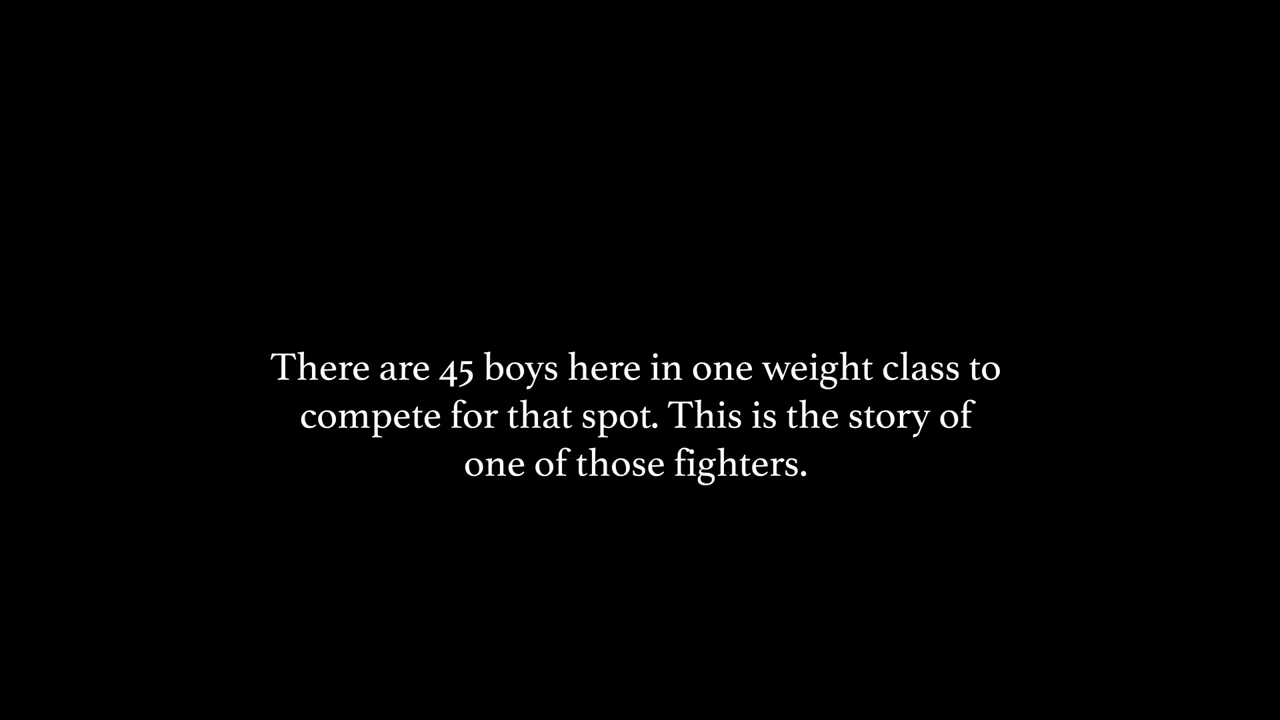 There are 45 boys here in one weight class to
compete for that spot. This is the story of
one of those fighters.